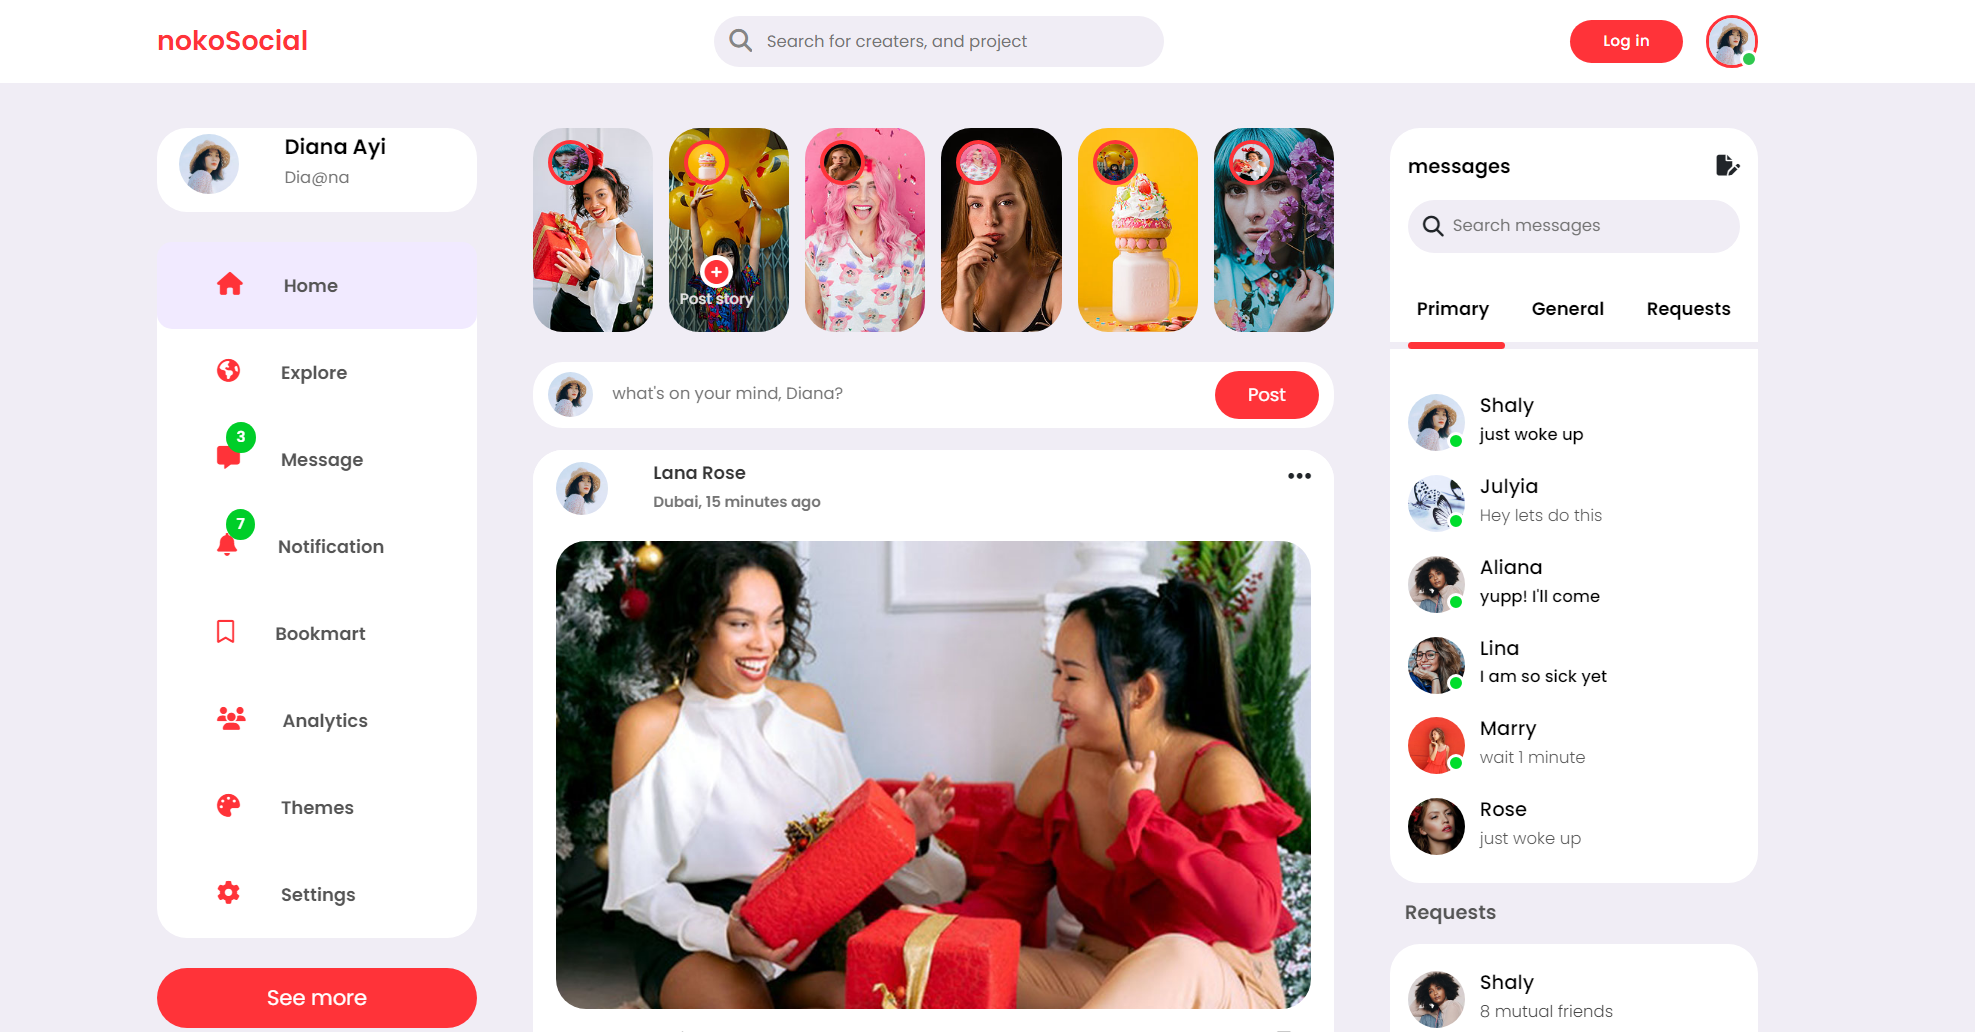 nokoSocial
Search for creaters, and project
Log in
Diana Ayi
Dia@na
Home
Explore
3
Message
7
Notification
Bookmart
Analytics
Themes
Settings
See more
Post story
what's on your mind, Diana?
Post
Lana Rose
Dubai, 15 minutes ago
messages
Search messages
Primary General Requests
Shaly
just woke up
Julyia
Hey lets do this
Aliana
yupp! I'll come
Lina
I am so sick yet
Marry
wait 1 minute
Rose
just woke up
Requests
Shaly
8 mutual friends